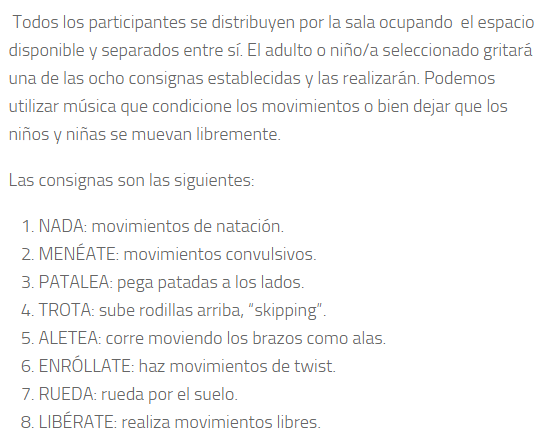 Todos los participantes se distribuyen por la sala ocupando  el espacio
disponible y separados entre sí. El adulto o niño/a seleccionado gritará
una de las ocho consignas establecidas y las realizarán. Podemos
utilizar música que condicione los movimientos o bien dejar que los
niños y niñas se muevan libremente.
Las consignas son las siguientes:
1. NADA: movimientos de natación.
2. MENÉATE: movimientos convulsivos.
3. PATALEA: pega patadas a los lados.
4. TROTA: sube rodillas arriba, “skipping”.
5. ALETEA: corre moviendo los brazos como alas.
6. ENRÓLLATE: haz movimientos de twist.
7. RUEDA: rueda por el suelo.
8. LIBÉRATE: realiza movimientos libres.